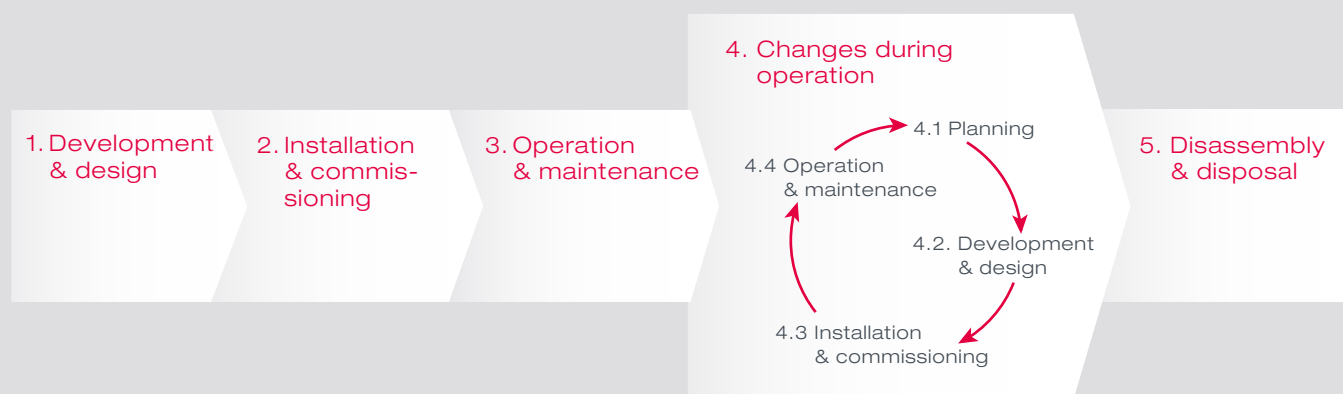 1. Development
& design
2. Installation
& commis-
sioning
3. Operation
& maintenance
4. Changes during
operation
4.1 Planning
4.2. Development
& design
4.3 Installation
& commissioning
4.4 Operation
& maintenance
5. Disassembly
& disposal